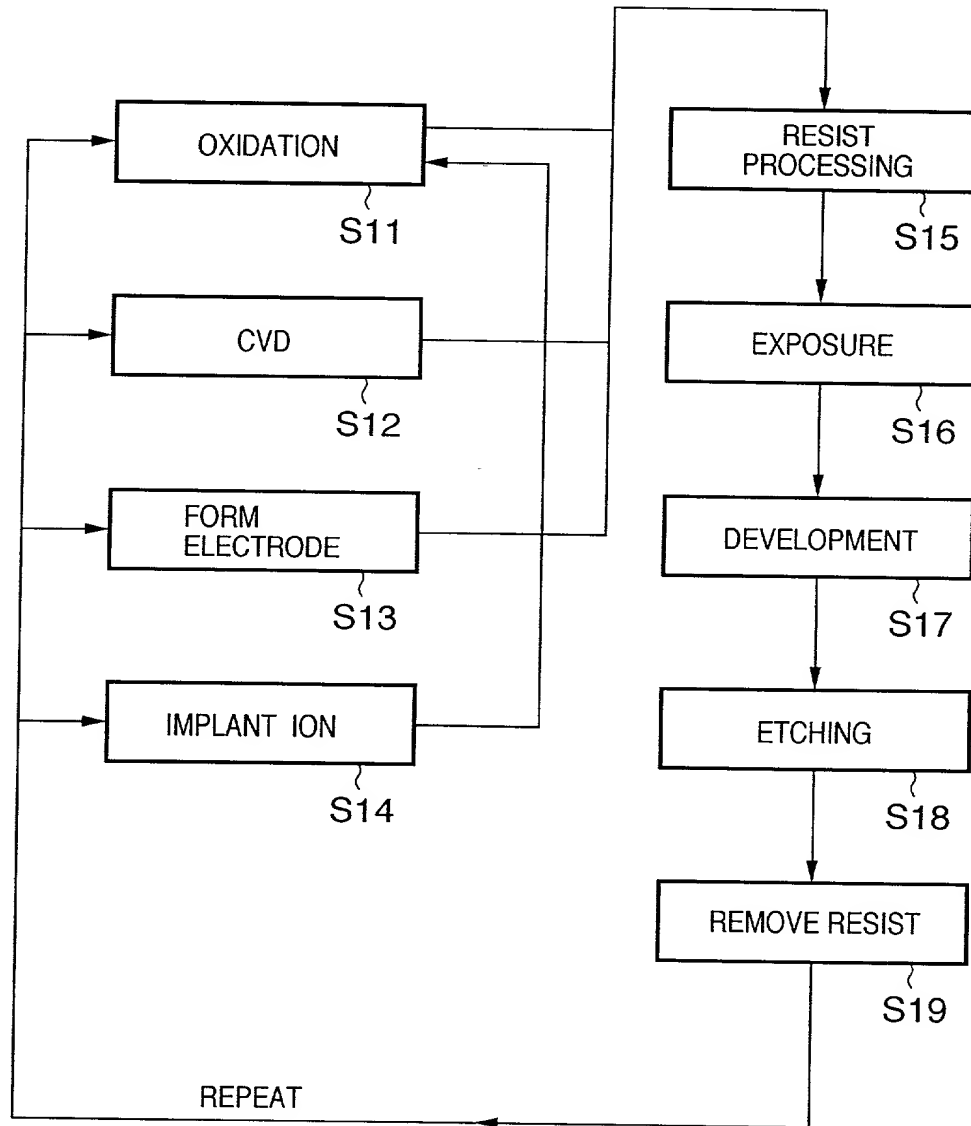 OXIDATION
S11
CVD
S12
FORM
ELECTRODE
S13
IMPLANT ION
S14
RESIST
PROCESSING
S15
EXPOSURE
S16
DEVELOPMENT
S17
ETCHING
S18
REMOVE RESIST
S19
REPEAT